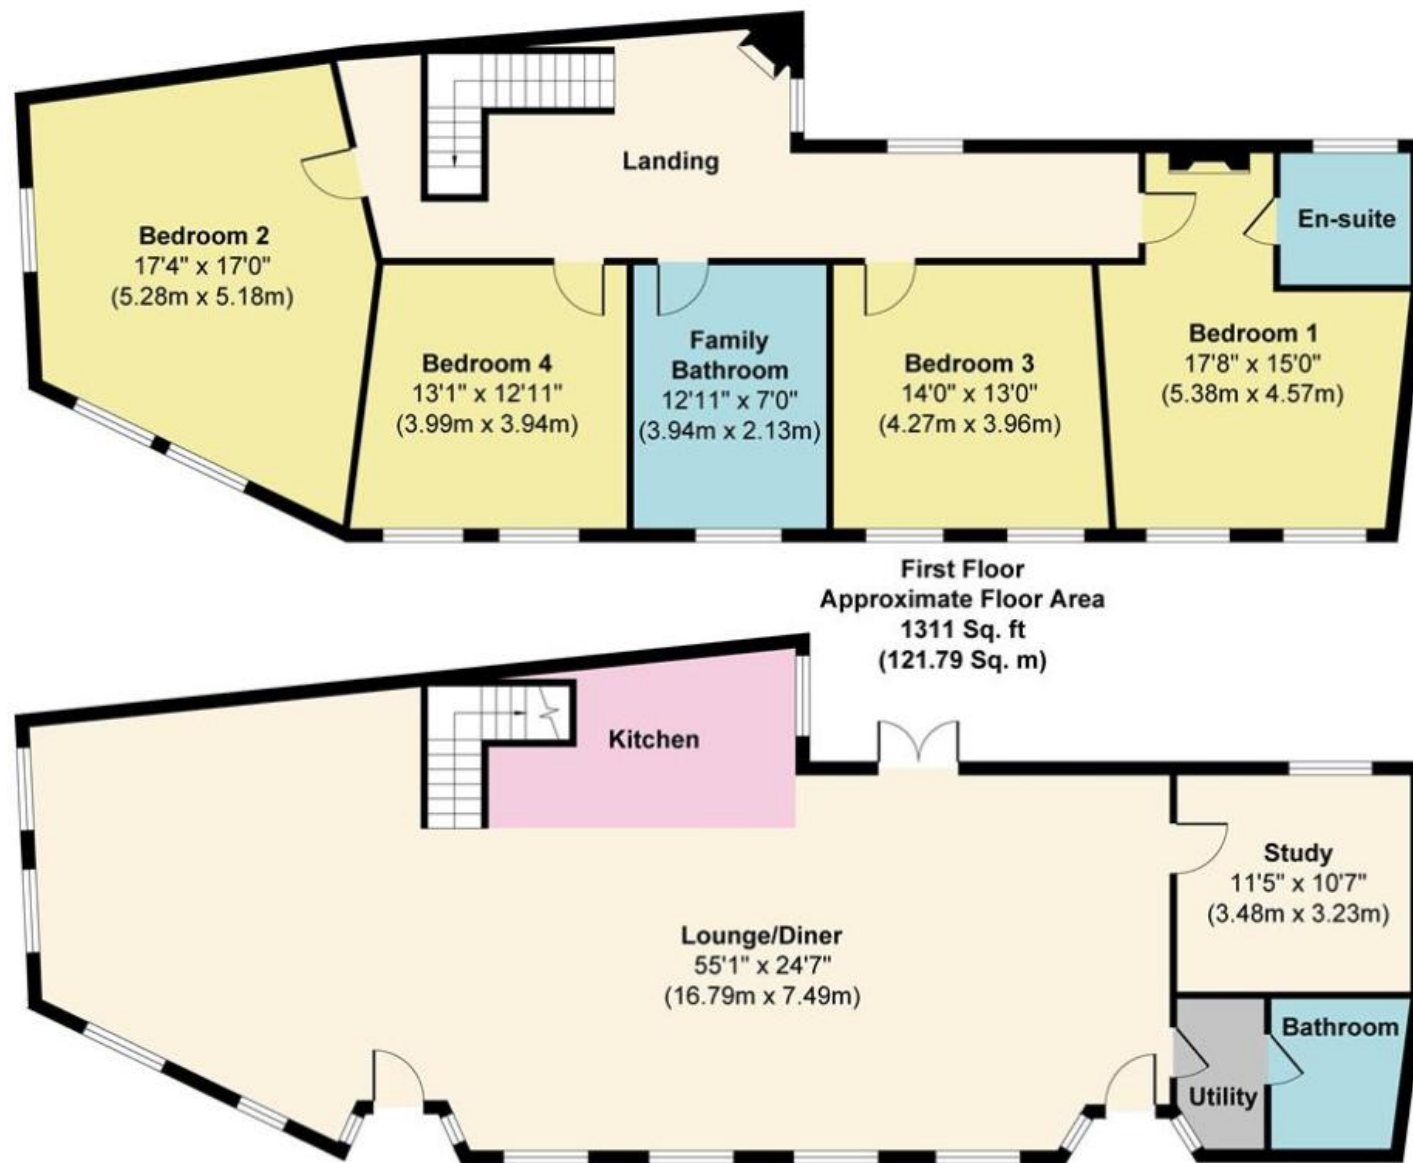 Landing
En-suite
Bedroom 2
17'4" x 17'0"
(5.28m x 5.18m)
Bedroom 4
13'1" x 12'11"
(3.99m x 3.94m)
Family
Bathroom
12'11" x 7'0"
(3.94m x 2.13m)
Bedroom 3
14'0" x 13'0"
(4.27m x 3.96m)
Bedroom 1
17'8" x 15'0"
(5.38m x 4.57m)
First Floor
Approximate Floor Area
1311 Sq. ft
(121.79 Sq. m)
Kitchen
Study
11'5" x 10'7"
(3.48m x 3.23m)
Lounge/Diner
55'1" x 24'7"
(16.79m x 7.49m)
Bathroom
Utility